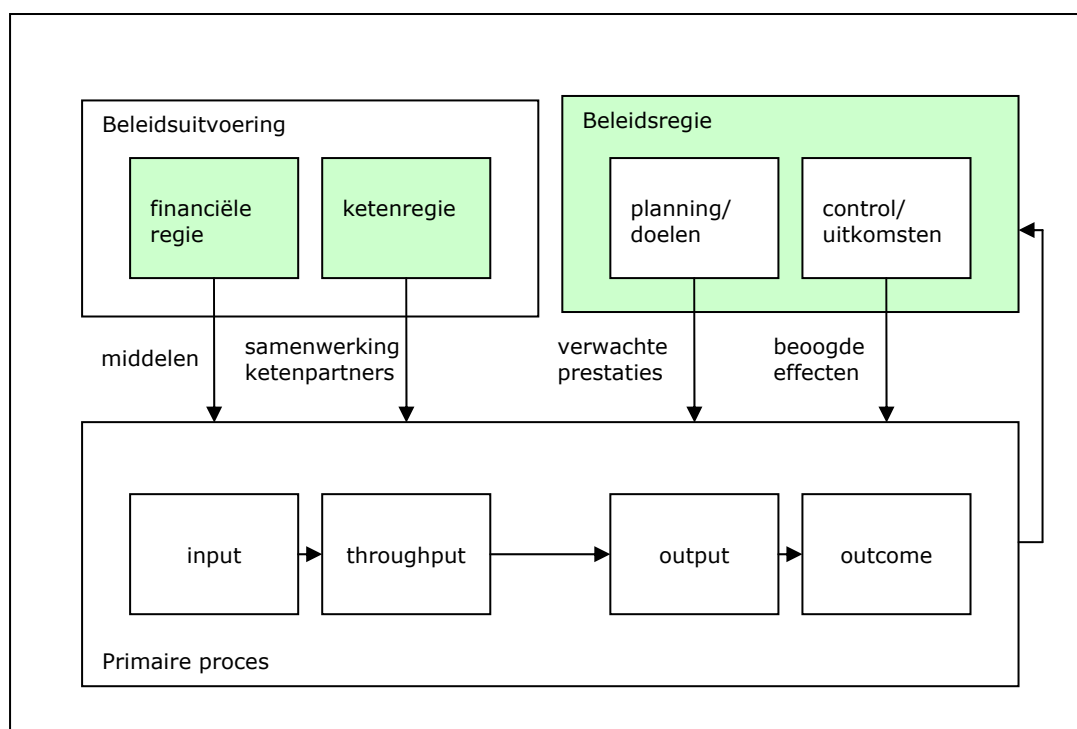 Beleidsuitvoering
Beleidsregie
financiële
regie
ketenregie
planning/
doelen
control/
uitkomsten
middelen
samenwerking
ketenpartners
verwachte
prestaties
beoogde
effecten
input
throughput
output
outcome
Primaire proces